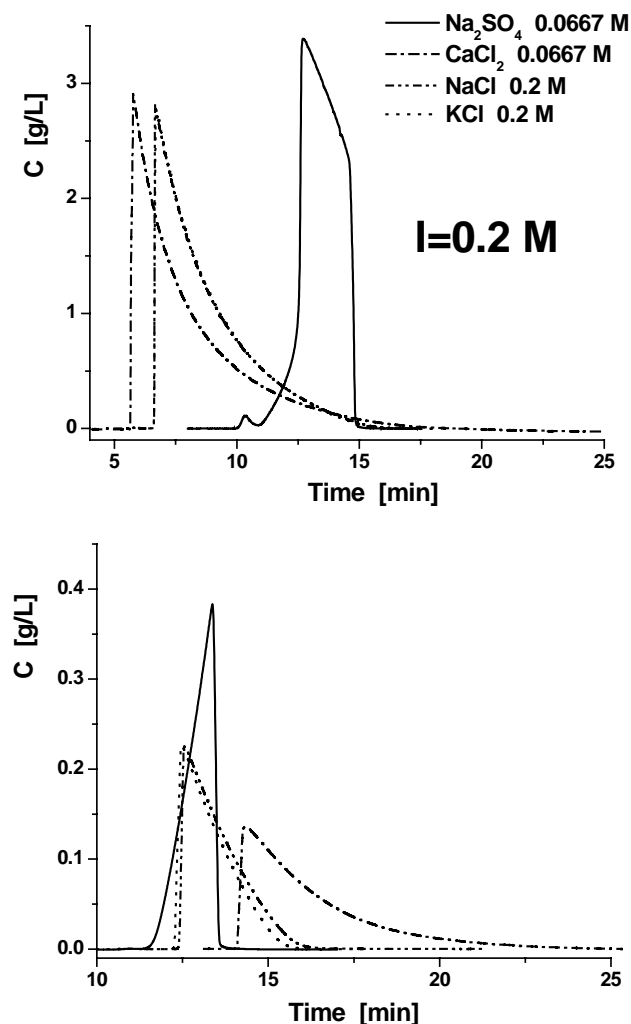 Na₂SO₄ 0.0667 M
CaCl₂ 0.0667 M
NaCl 0.2 M
KCl 0.2 M
C [g/L]
3
2
1
0
I=0.2 M
5 10 15 20 25
Time [min]
C [g/L]
0.4
0.3
0.2
0.1
0.0
10 15 20 25
Time [min]